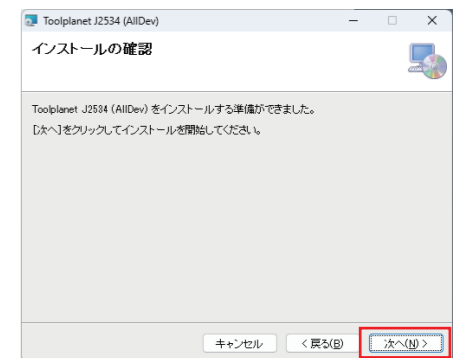 Toolplanet J2534 (AllDev)
インストールの確認
Toolplanet J2534 (AllDev) をインストールする準備ができました。
[次へ]をクリックしてインストールを開始してください。
キャンセル
< 戻る(B)
次へ(N) >